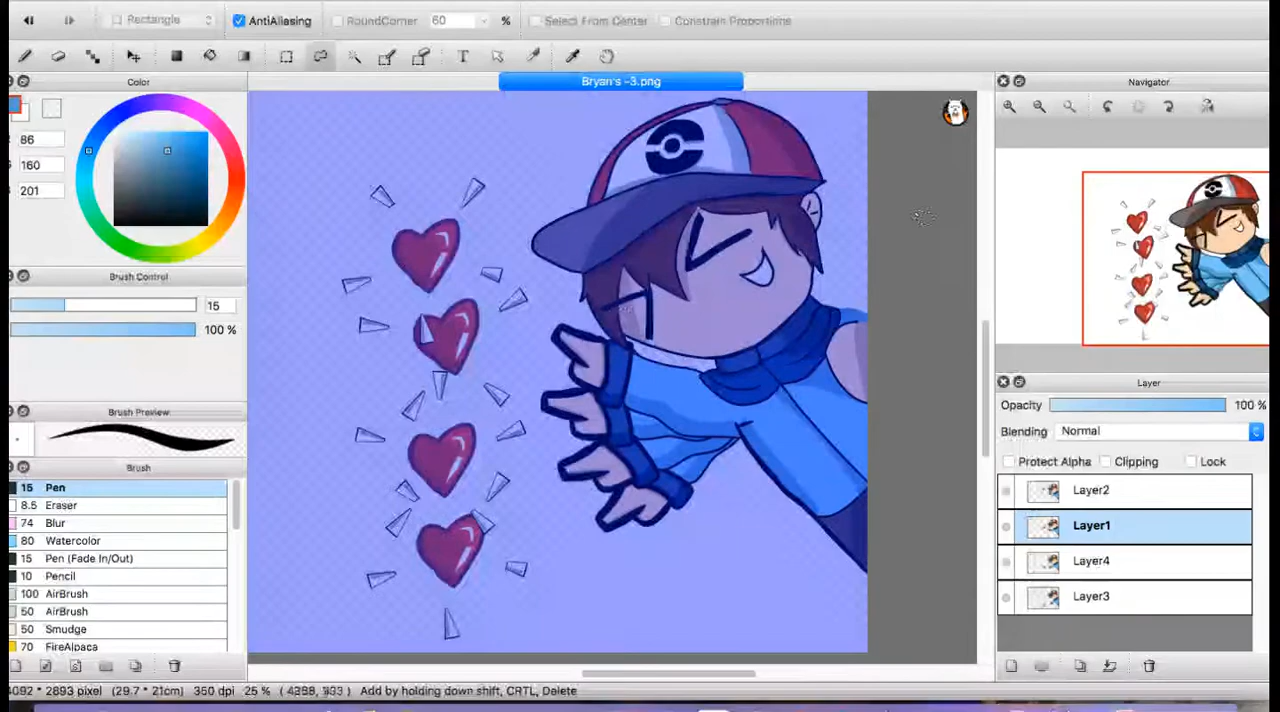 Rectangle AntiAliasing RoundCorner 60 % Select From Center Constrain Proportions
T
Color
Bryan's -3.png
Navigator
86
160
201
Brush Control
15
100 %
Brush Preview
Brush
15 Pen
8.5 Eraser
74 Blur
80 Watercolor
15 Pen (Fade In/Out)
10 Pencil
100 AirBrush
50 AirBrush
50 Smudge
70 FireAlpaca
Layer
Opacity 100 %
Blending Normal
Protect Alpha Clipping Lock
Layer2
Layer1
Layer4
Layer3
4092 * 2893 pixel (29.7 * 21cm) 350 dpi 25 % Add by holding down shift, CRTL, Delete